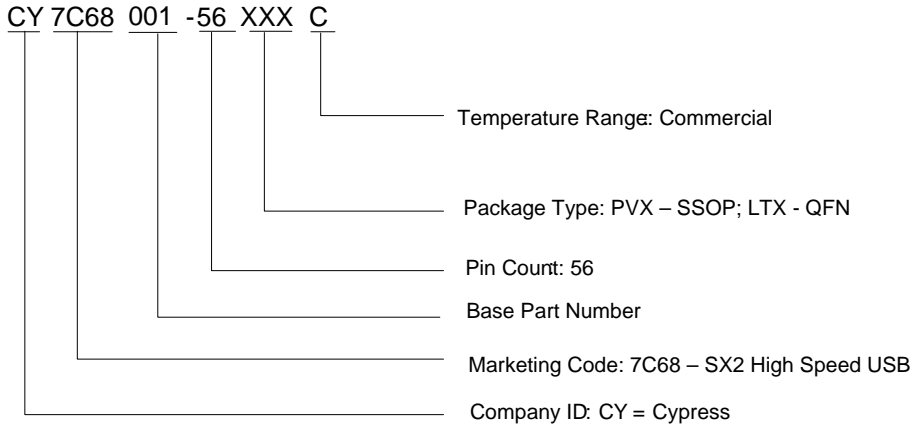 CY 7C68 001 -56 XXX C
Temperature Range: Commercial
Package Type: PVX – SSOP; LTX - QFN
Pin Count: 56
Base Part Number
Marketing Code: 7C68 – SX2 High Speed USB
Company ID: CY = Cypress